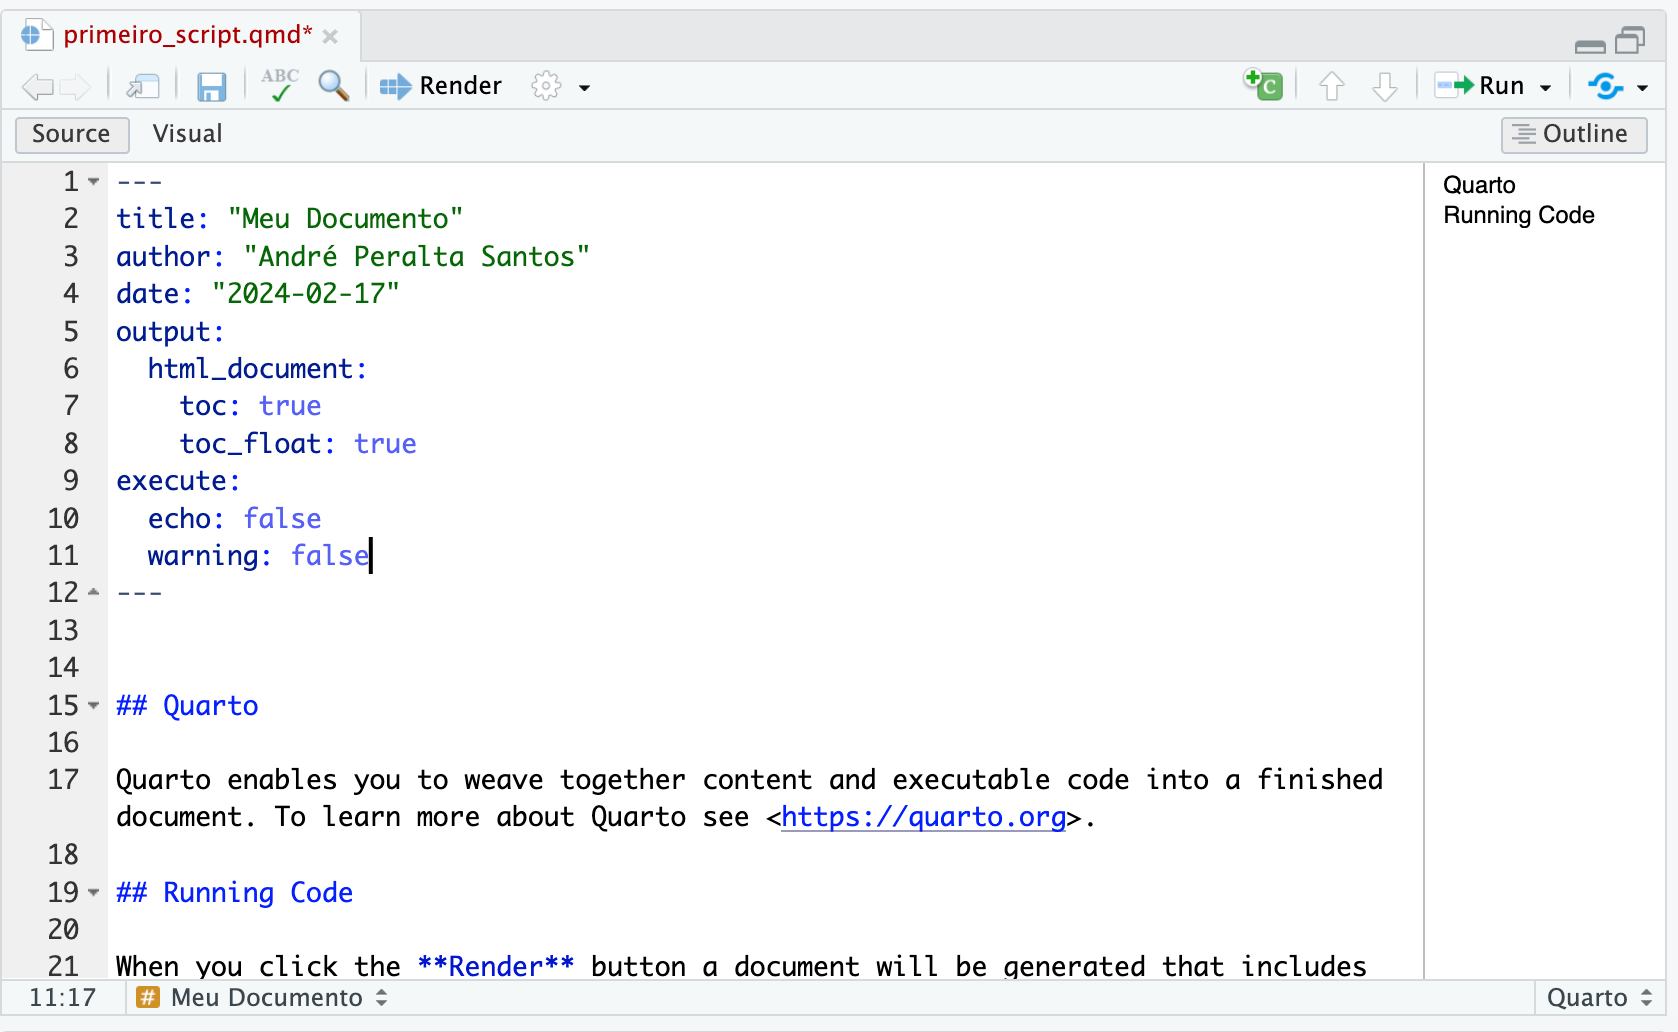 primeiro_script.qmd*
ABC
Render
C
Run
Source
Visual
Outline
1 ---
2 title: "Meu Documento"
3 author: "André Peralta Santos"
4 date: "2024-02-17"
5 output:
6   html_document:
7     toc: true
8     toc_float: true
9 execute:
10   echo: false
11   warning: false
12 ---
13
14
15 ## Quarto
16
17 Quarto enables you to weave together content and executable code into a finished
document. To learn more about Quarto see <https://quarto.org>.
18
19 ## Running Code
20
21 When you click the **Render** button a document will be generated that includes
Quarto
Running Code
11:17
# Meu Documento
Quarto